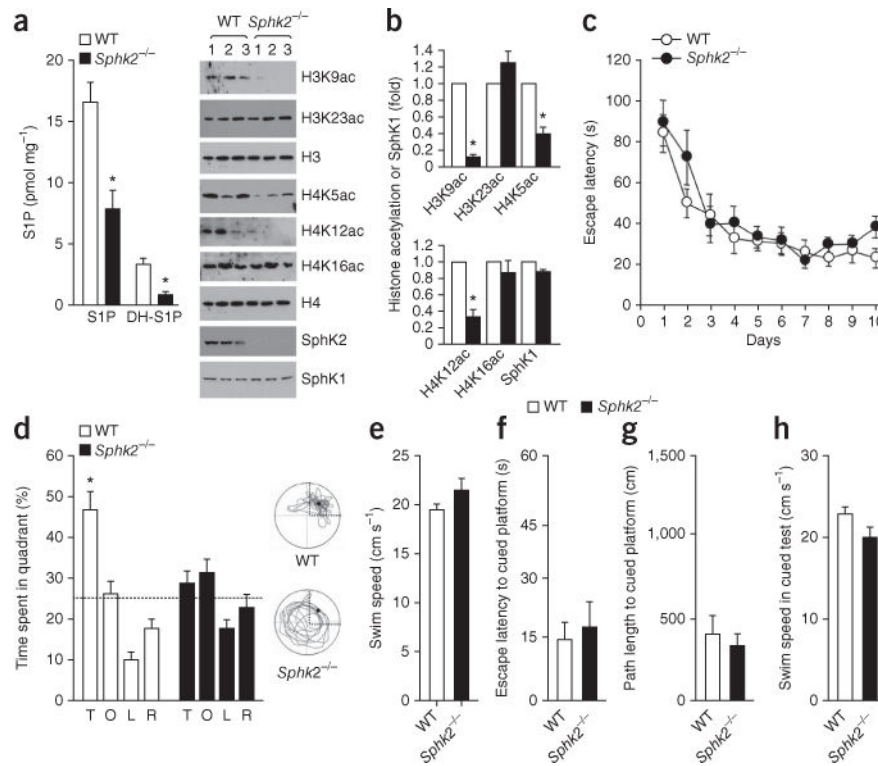 a
WT
Sphk2–/–
S1P (pmol mg–1)
20
15
10
5
0
*
*
S1P
DH-S1P
WT Sphk2–/–
1 2 3 1 2 3
H3K9ac
H3K23ac
H3
H4K5ac
H4K12ac
H4K16ac
H4
SphK2
SphK1
b
Histone acetylation or SphK1 (fold)
1.4
1.2
1.0
0.8
0.6
0.4
0.2
0
*
*
H3K9ac
H3K23ac
H4K5ac
1.4
1.2
1.0
0.8
0.6
0.4
0.2
0
*
H4K12ac
H4K16ac
SphK1
c
WT
Sphk2–/–
Escape latency (s)
120
100
80
60
40
20
0
0 1 2 3 4 5 6 7 8 9 10
Days
d
WT
Sphk2–/–
Time spent in quadrant (%)
60
50
40
30
20
10
0
*
T O L R T O L R
WT
Sphk2–/–
WT Sphk2–/–
e
Swim speed (cm s–1)
25
20
15
10
5
0
WT
Sphk2–/–
f
Escape latency to cued platform (s)
60
45
30
15
0
WT
Sphk2–/–
g
Path length to cued platform (cm)
1,500
1,000
500
0
WT
Sphk2–/–
h
Swim speed in cued test (cm s–1)
30
20
10
0
WT
Sphk2–/–